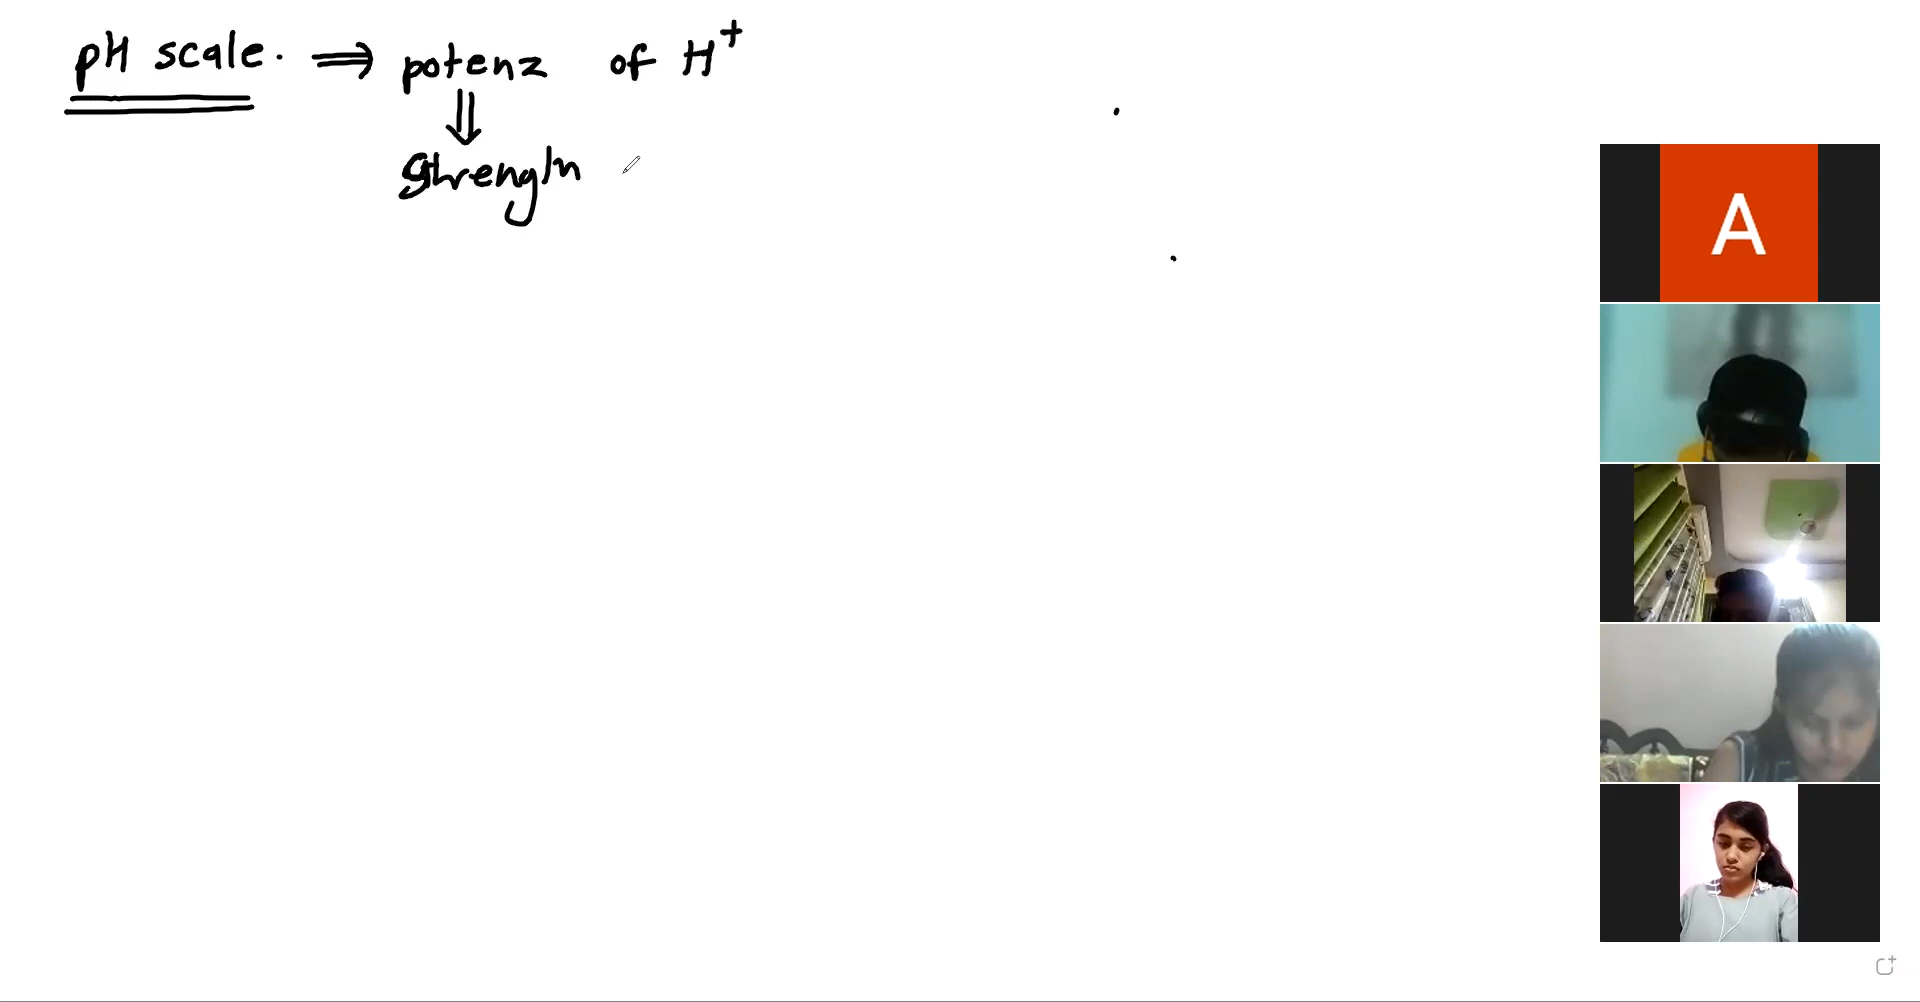 pH scale. ⇒ potenz of H⁺
⇓
Strength
A